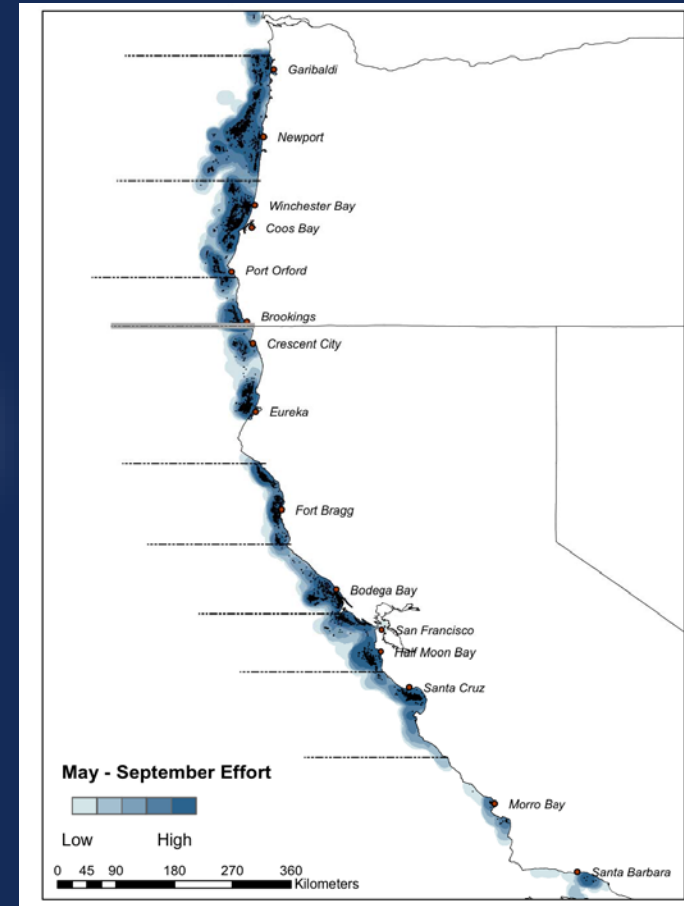 Garibaldi
Newport
Winchester Bay
Coos Bay
Port Orford
Brookings
Crescent City
Eureka
Fort Bragg
Bodega Bay
San Francisco
Half Moon Bay
Santa Cruz
May - September Effort
Low High
Morro Bay
Santa Barbara
0 45 90 180 270 360
Kilometers